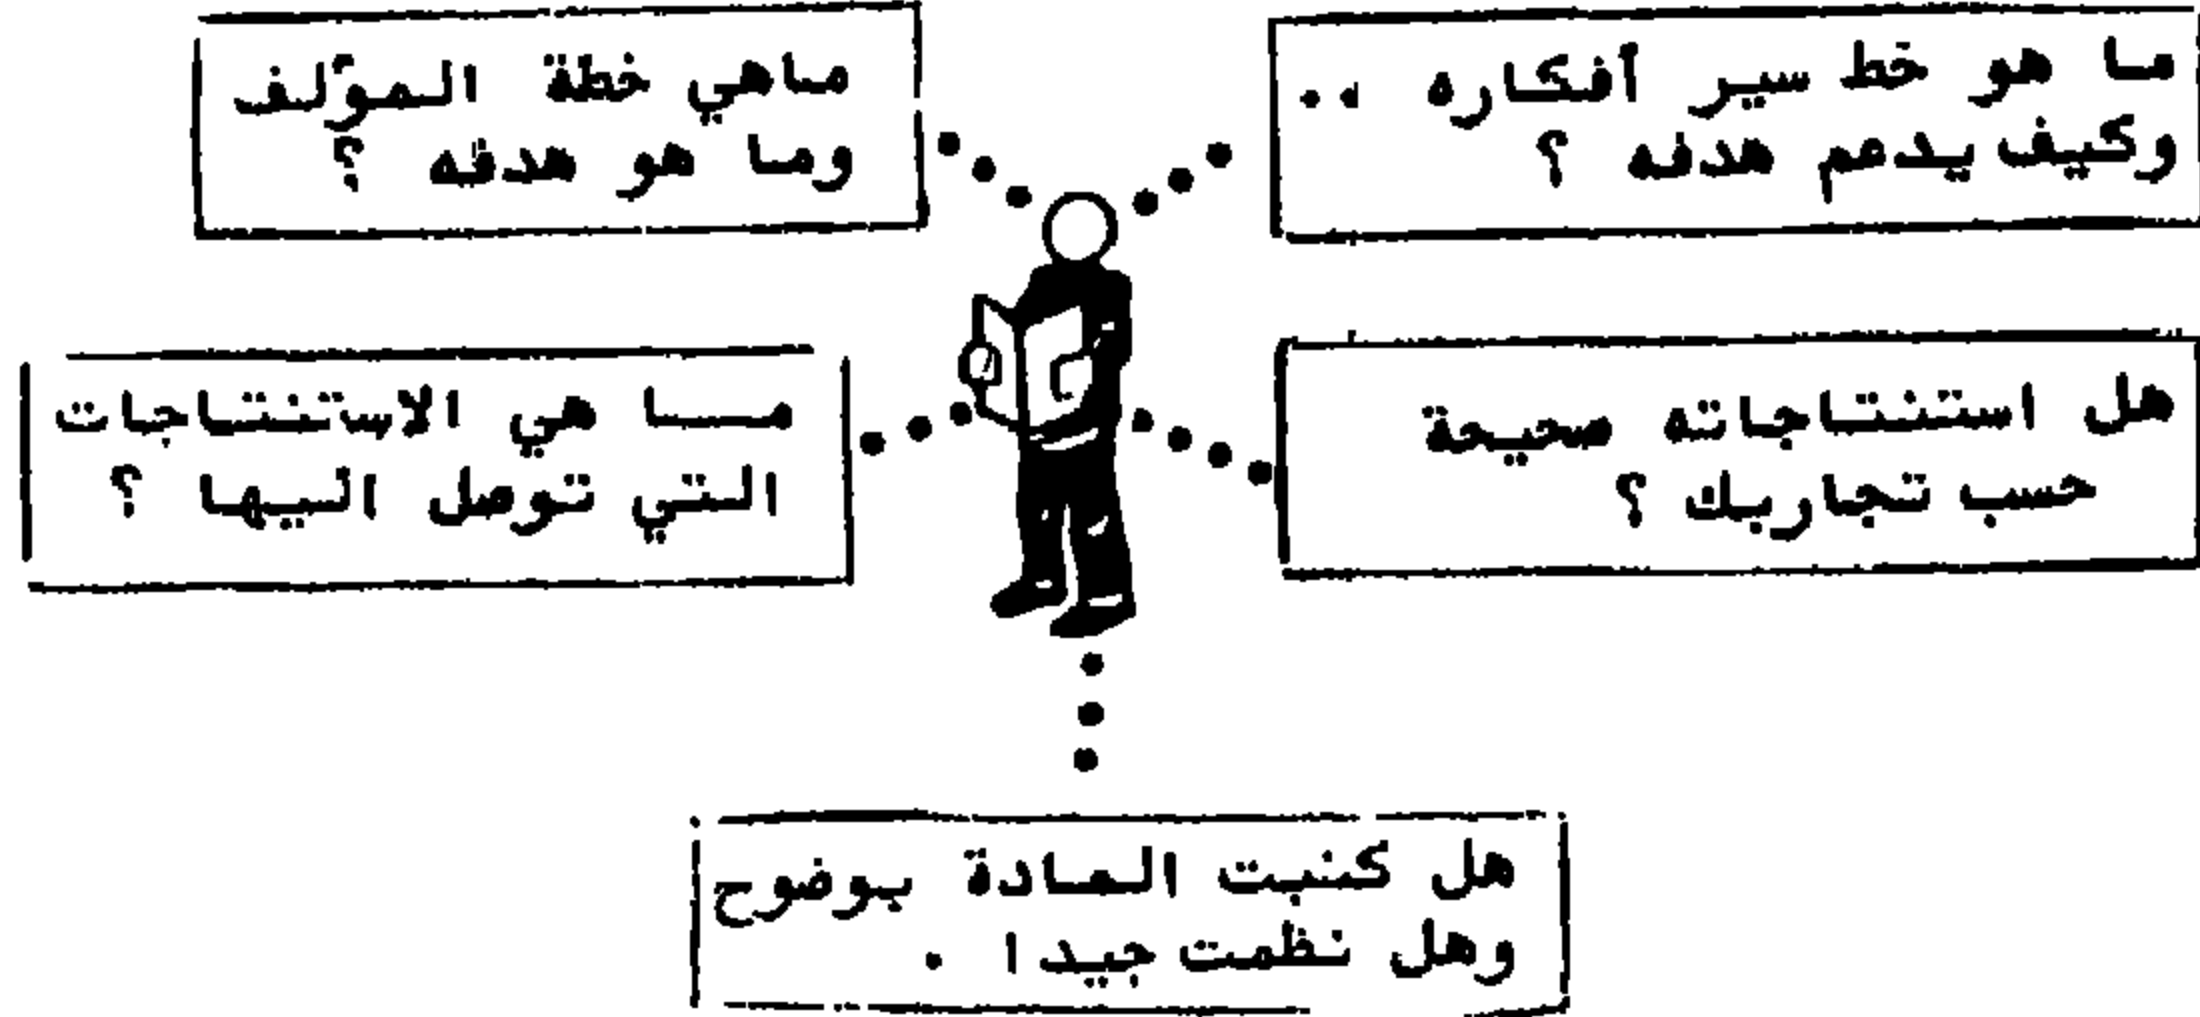 ما هو خط سير أفكاره ..
وكيف يدعم هدفه ؟
ماهي خطة المؤلف
وما هو هدفه ؟
هل استنتاجاته صحيحة
حسب تجاربك ؟
مـــا هي الاستنتاجات
التي توصل اليها ؟
هل كتبت المادة بوضوح
وهل نظمت جيدا .